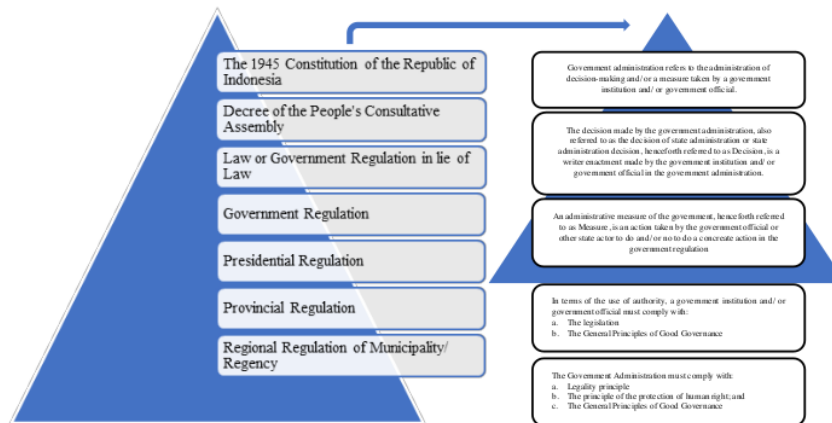 The 1945 Constitution of the Republic of
Indonesia
Decree of the People's Consultative
Assembly
Law or Government Regulation in lie of
Law
Government Regulation
Presidential Regulation
Provincial Regulation
Regional Regulation of Municipality/
Regency
Government administration refers to the administration of
decision-making and/ or a measure taken by a government
institution and/ or government official.
The decision made by the government administration, also
referred to as the decision of state administration or state
administration decision, henceforth referred to as Decision, is a
writer enactment made by the government institution and/ or
government official in the government administration.
An administrative measure of the government, henceforth referred
to as Measure, is an action taken by the government official or
other state actor to do and/ or no to do a concreate action in the
government regulation
In terms of the use of authority, a government institution and/ or
government official must comply with:
a. The legislation
b. The General Principles of Good Governance
The Government Administration must comply with:
a. Legality principle
b. The principle of the protection of human right; and
c. The General Principles of Good Governance